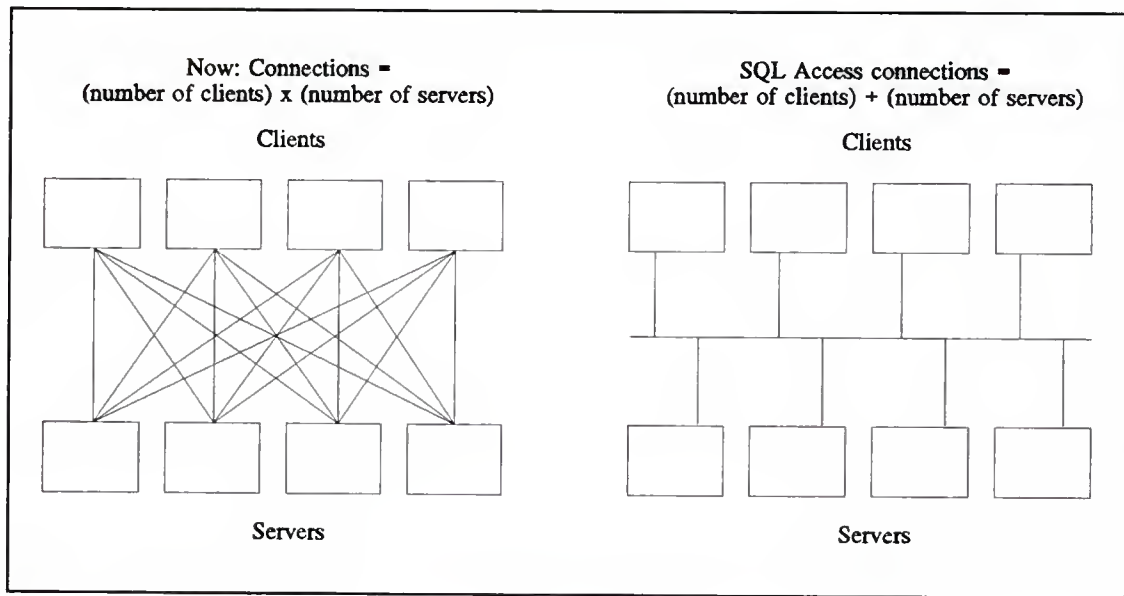 Now: Connections =
(number of clients) x (number of servers)
Clients
Servers
SQL Access connections =
(number of clients) + (number of servers)
Clients
Servers